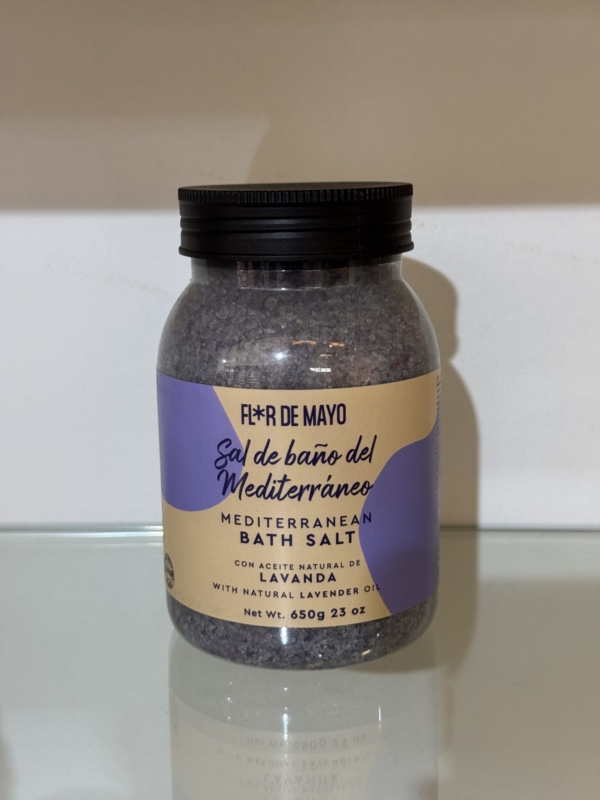 FL*R DE MAYO
Sal de baño del
Mediterráneo
MEDITERRANEAN
BATH SALT
CON ACEITE NATURAL DE
LAVANDA
WITH NATURAL LAVENDER OIL
Net Wt. 650g 23 oz